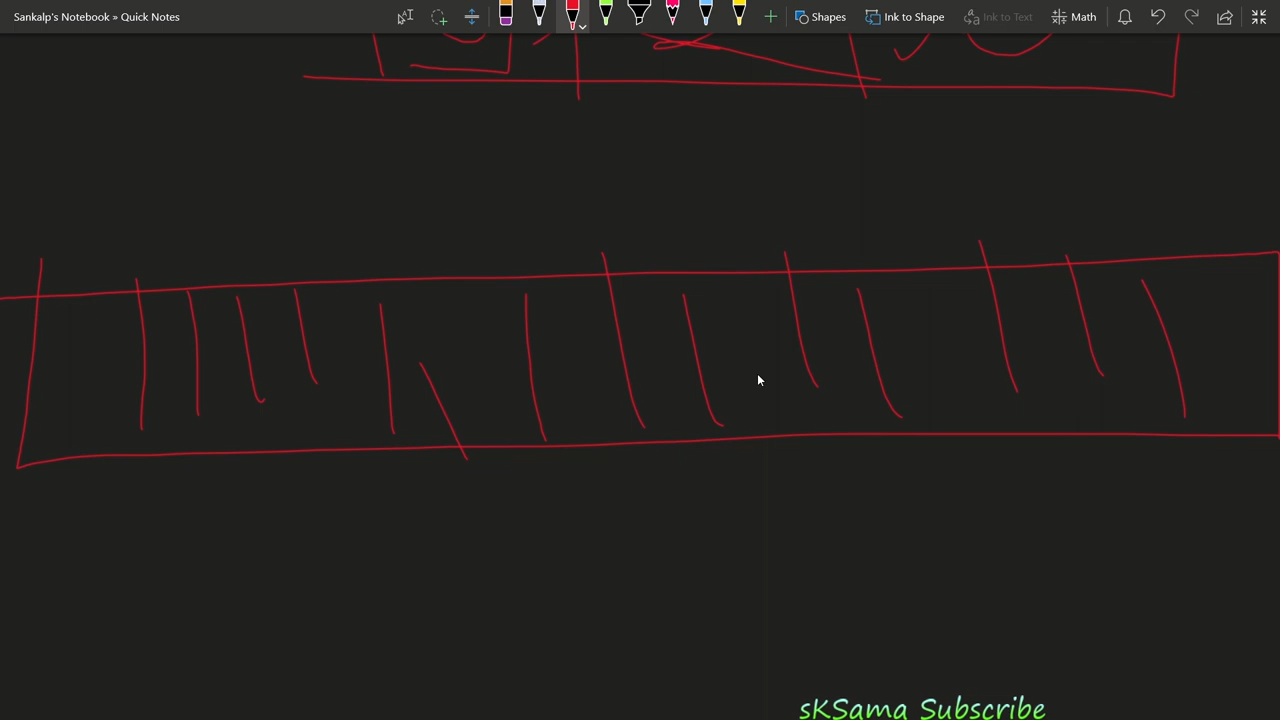 Sankalp's Notebook » Quick Notes
Shapes
Ink to Shape
Ink to Text
Math
sKSama Subscribe